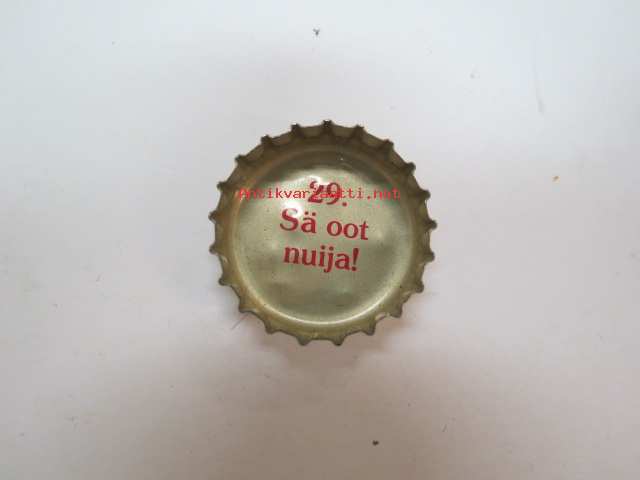 29.
Antikvariaatti.net
Sä oot
nuija!